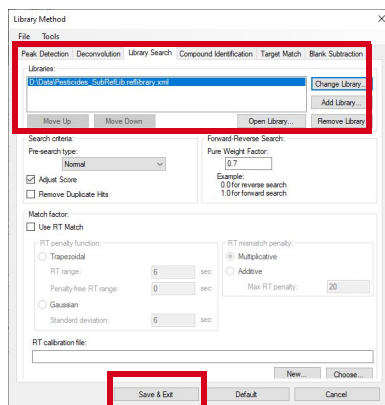 Library Method
File Tools
Peak Detection Deconvolution Library Search Compound Identification Target Match Blank Subtraction
Libraries:
D:\Data\Pesticides_SubRefLib.reflibrary.xml
Change Library...
Add Library...
Move Up Move Down Open Library... Remove Library
Search criteria: Forward-Reverse Search:
Pre-search type: Pure Weight Factor:
Normal 0.7
Adjust Score Example:
0.0 for reverse search
Remove Duplicate Hits 1.0 for forward search
Match factor:
Use RT Match
RT penalty function: RT mismatch penalty:
Trapezoidal Multiplicative
RT range: 6 sec Additive
Penalty-free RT range: 0 sec Max RT penalty: 20
Gaussian
Standard deviation: 6 sec
RT calibration file:
New... Choose...
Save & Exit Default Cancel